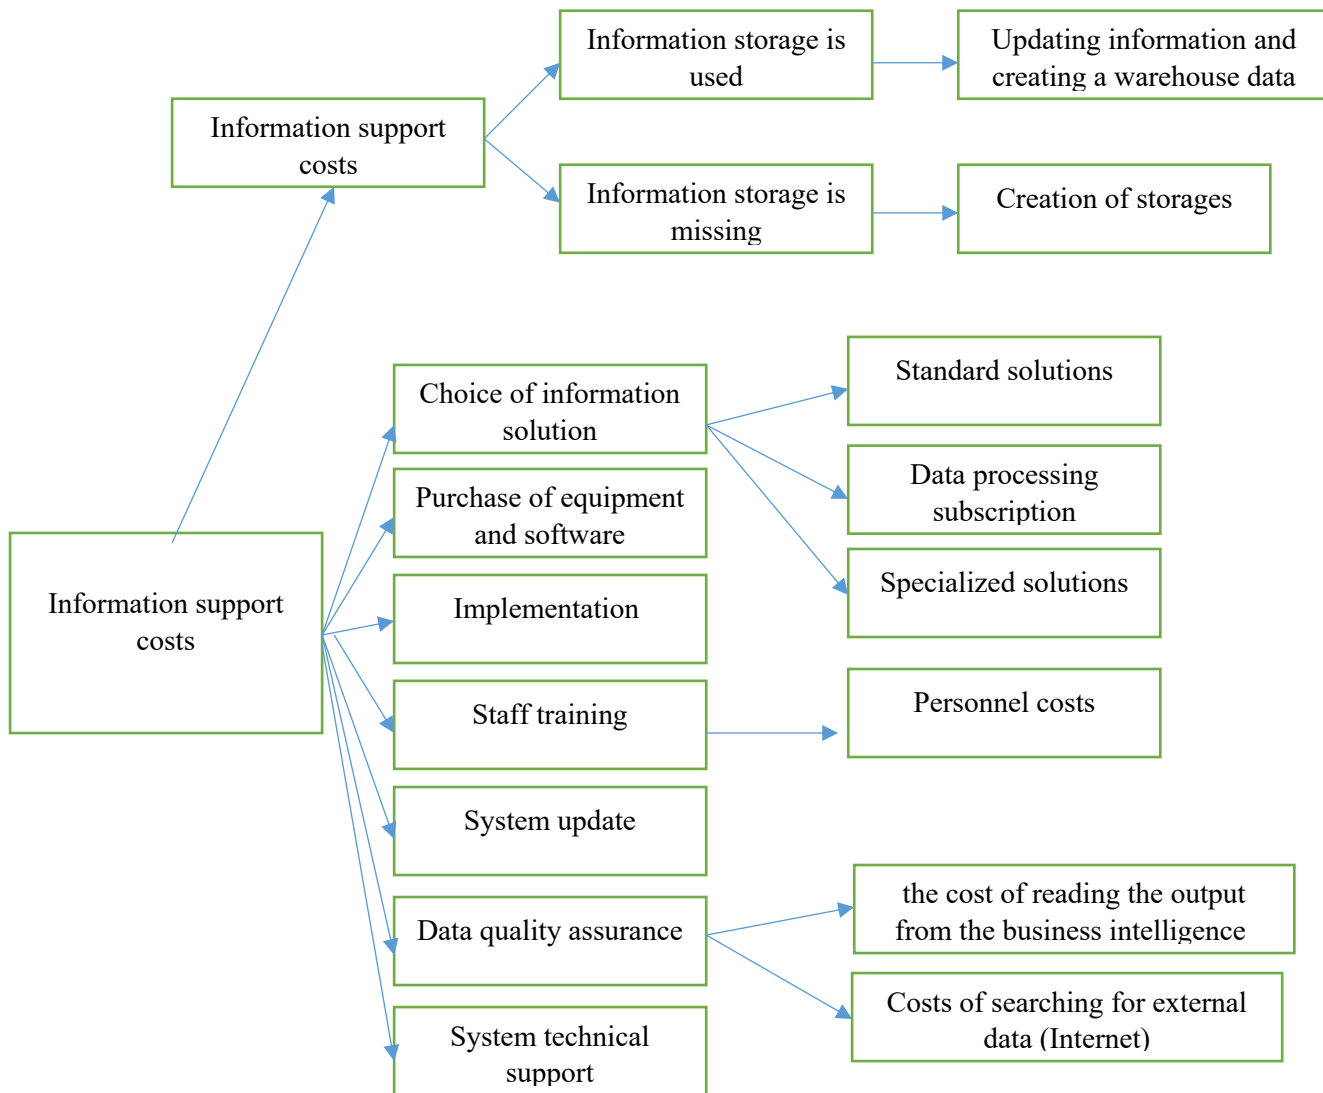 Information storage is
used
Updating information and
creating a warehouse data
Information support
costs
Information storage is
missing
Creation of storages
Choice of information
solution
Standard solutions
Data processing
subscription
Purchase of equipment
and software
Specialized solutions
Information support
costs
Implementation
Staff training
Personnel costs
System update
Data quality assurance
the cost of reading the output
from the business intelligence
Costs of searching for external
data (Internet)
System technical
support